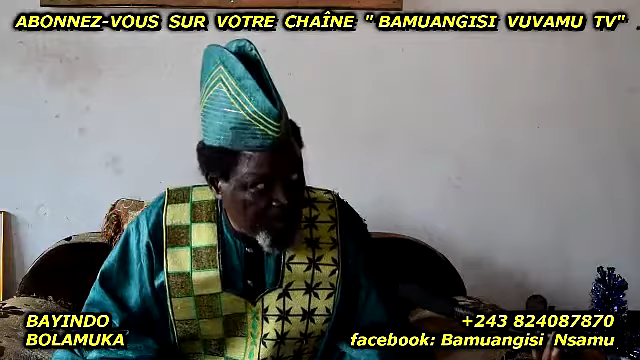 ABONNEZ-VOUS SUR VOTRE CHAÎNE " BAMUANGISI VUVAMU TV"
BAYINDO
BOLAMUKA
+243 824087870
facebook: Bamuangisi Nsamu